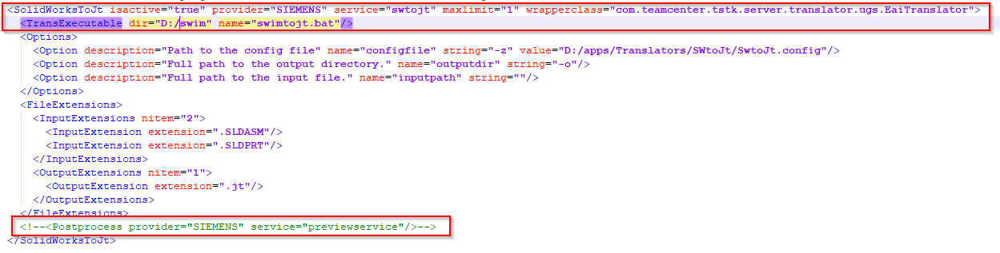 <SolidWorksToJt isactive="true" provider="SIEMENS" service="swtojt" maxlimit="1" wrapperclass="com.teamcenter.tstk.server.translator.ugs.EaiTranslator">
<TransExecutable dir="D:/swim" name="swimtojt.bat"/>
<Options>
<Option description="Path to the config file" name="configfile" string="-z" value="D:/apps/Translators/SWtoJt/SwtoJt.config"/>
<Option description="Full path to the output directory." name="outputdir" string="-o"/>
<Option description="Full path to the input file." name="inputpath" string=""/>
</Options>
<FileExtensions>
<InputExtensions nitem="2">
<InputExtension extension=".SLDASM"/>
<InputExtension extension=".SLDPRT"/>
</InputExtensions>
<OutputExtensions nitem="1">
<OutputExtension extension=".jt"/>
</OutputExtensions>
</FileExtensions>
<!--<Postprocess provider="SIEMENS" service="previewservice"/>-->
</SolidWorksToJt>